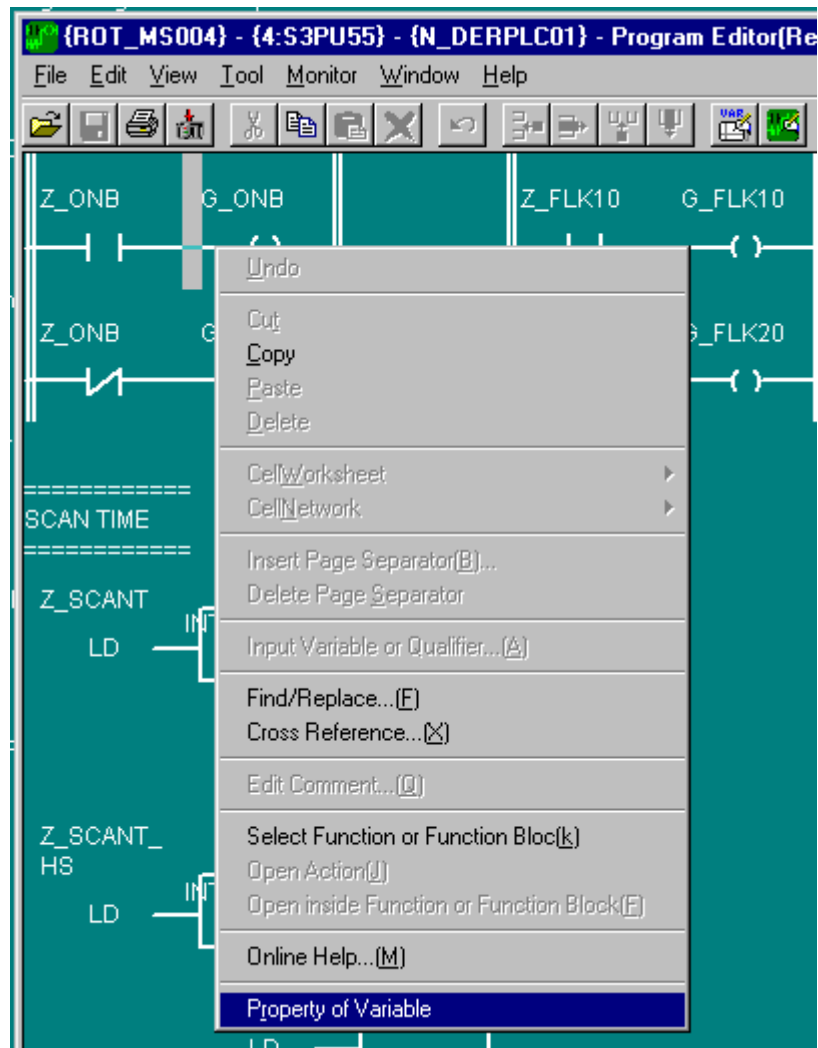 {ROT_MS004} - {4:S3PU55} - {N_DERPLC01} - Program Editor(Re
File Edit View Tool Monitor Window Help
VAR
Z_ONB G_ONB Z_FLK10 G_FLK10
Undo
Z_ONB G G_FLK20
Cut
Copy
Paste
Delete
CellWorksheet
CellNetwork
============
SCAN TIME
============
Insert Page Separator(B)...
Delete Page Separator
Z_SCANT
INT
LD
Input Variable or Qualifier...(A)
Find/Replace...(F)
Cross Reference...(X)
Edit Comment...(Q)
Z_SCANT_
HS
INT
LD
Select Function or Function Bloc(k)
Open Action(J)
Open inside Function or Function Block(F)
Online Help...(M)
Property of Variable
LD